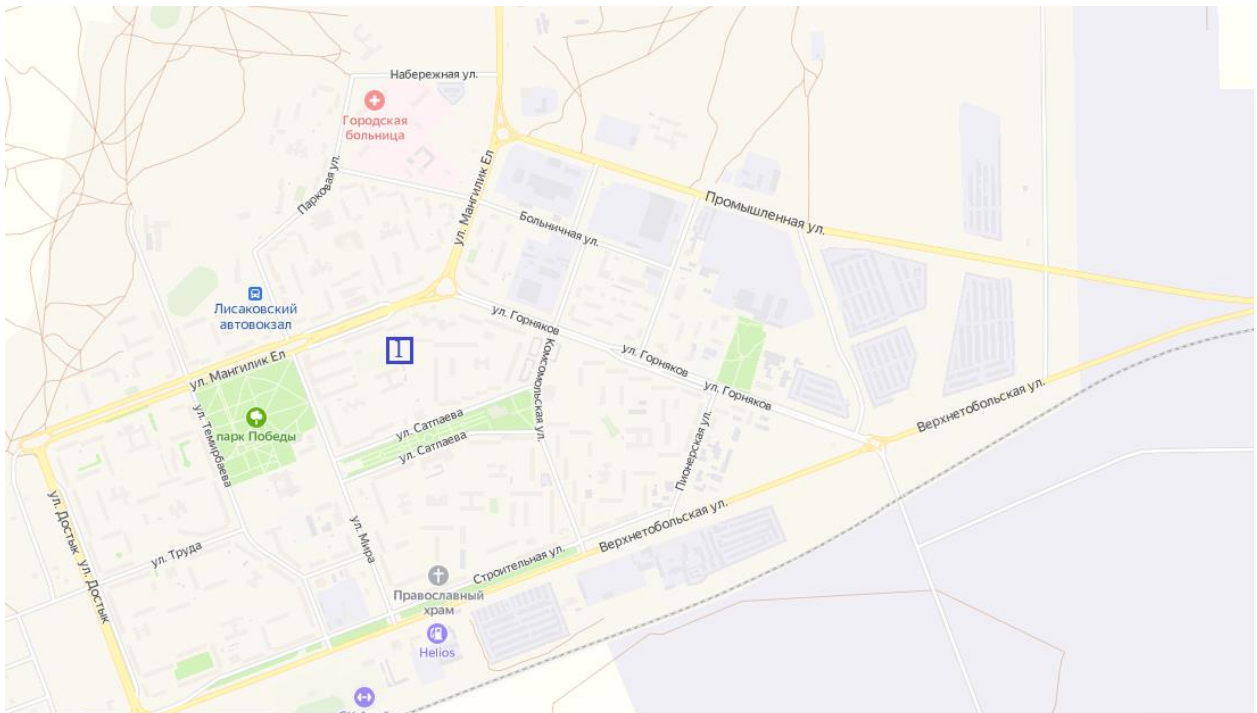 Набережная ул.
Городская
больница
Парковая ул.
ул. Мангилик Ел
Промышленная ул.
Больничная ул.
Лисаковский
автовокзал
ул. Горняков
ул. Горняков
ул. Горняков
1
ул. Мангилик Ел
Комсомольская ул.
Верхнетобольская ул.
парк Победы
ул. Темирбаева
ул. Сатпаева
ул. Сатпаева
Пионерская ул.
ул. Достык
ул. Достык
ул. Мира
ул. Труда
Верхнетобольская ул.
Строительная ул.
Православный
храм
Helios